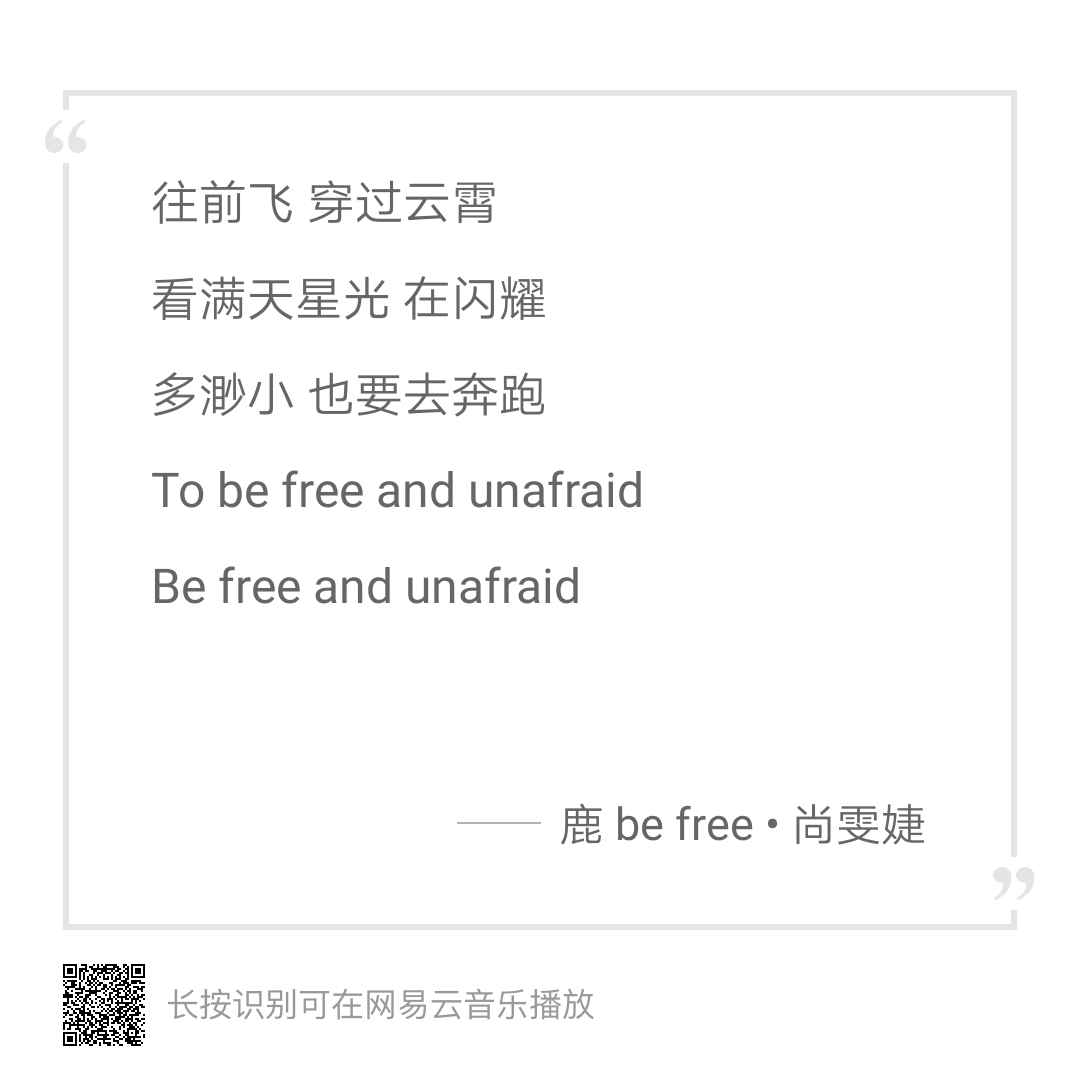 “
往前飞 穿过云霄
看满天星光 在闪耀
多渺小 也要去奔跑
To be free and unafraid
Be free and unafraid
—— 鹿 be free • 尚雯婕
”
长按识别可在网易云音乐播放